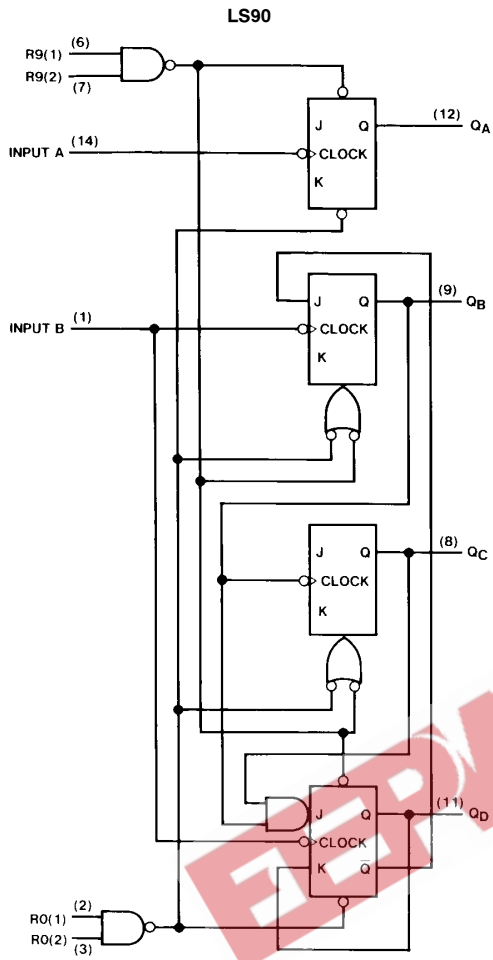 LS90
R9(1) (6)
R9(2) (7)
J Q (12) QA
INPUT A (14) CLOCK
K
J Q (9) QB
INPUT B (1) CLOCK
K
J Q (8) QC
CLOCK
K
J Q (11) QD
CLOCK
K Q̅
R0(1) (2)
R0(2) (3)